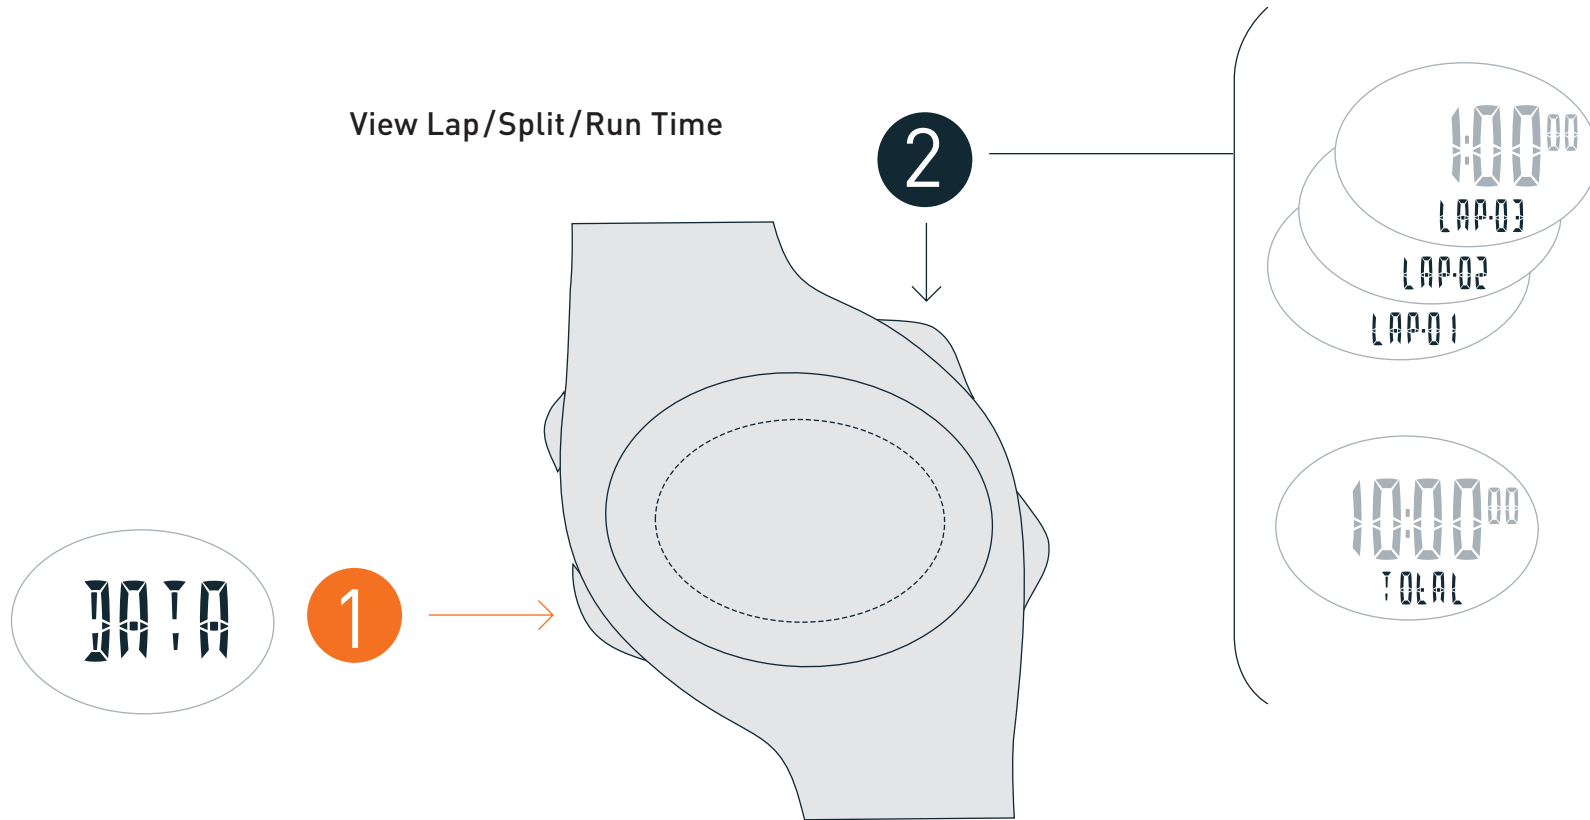 View Lap/Split/Run Time
2
1:00 00
LAP-03
LAP-02
LAP-01
10:00 00
TOtAL
DATA
1